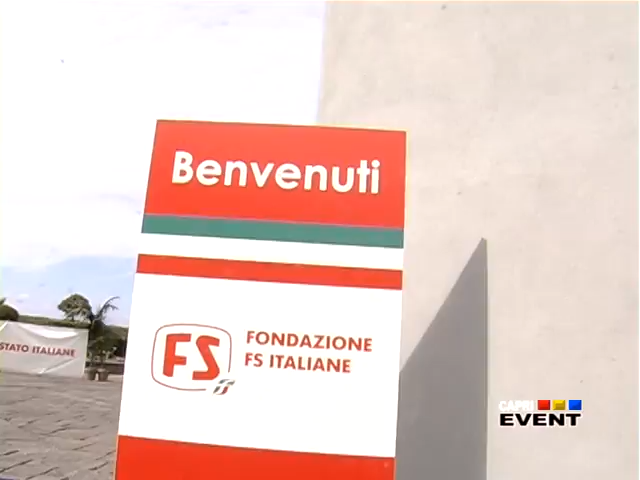 Benvenuti
FS
FONDAZIONE
FS ITALIANE
STATO ITALIANE
CAPRI
EVENT